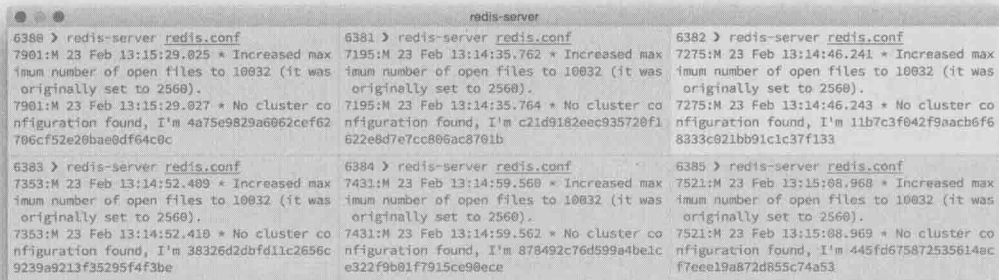 redis-server
6380 ❯ redis-server redis.conf
7901:M 23 Feb 13:15:29.025 * Increased max
imum number of open files to 10032 (it was
originally set to 2560).
7901:M 23 Feb 13:15:29.027 * No cluster co
nfiguration found, I'm 4a75e9829a6062cef62
706cf52e20bae0df64c0c
6381 ❯ redis-server redis.conf
7195:M 23 Feb 13:14:35.762 * Increased max
imum number of open files to 10032 (it was
originally set to 2560).
7195:M 23 Feb 13:14:35.764 * No cluster co
nfiguration found, I'm c21d9182eec935720f1
622e8d7e7cc806ac8701b
6382 ❯ redis-server redis.conf
7275:M 23 Feb 13:14:46.241 * Increased max
imum number of open files to 10032 (it was
originally set to 2560).
7275:M 23 Feb 13:14:46.243 * No cluster co
nfiguration found, I'm 11b7c3f042f9aacb6f6
8333c021bb91c1c37f133
6383 ❯ redis-server redis.conf
7353:M 23 Feb 13:14:52.409 * Increased max
imum number of open files to 10032 (it was
originally set to 2560).
7353:M 23 Feb 13:14:52.410 * No cluster co
nfiguration found, I'm 38326d2dbfd11c2656c
9239a9213f35295f4f3be
6384 ❯ redis-server redis.conf
7431:M 23 Feb 13:14:59.560 * Increased max
imum number of open files to 10032 (it was
originally set to 2560).
7431:M 23 Feb 13:14:59.562 * No cluster co
nfiguration found, I'm 878492c76d599a4be1c
e322f9b01f7915ce90ece
6385 ❯ redis-server redis.conf
7521:M 23 Feb 13:15:08.968 * Increased max
imum number of open files to 10032 (it was
originally set to 2560).
7521:M 23 Feb 13:15:08.969 * No cluster co
nfiguration found, I'm 445fd675872535614ac
f7eee19a872d855c74a53